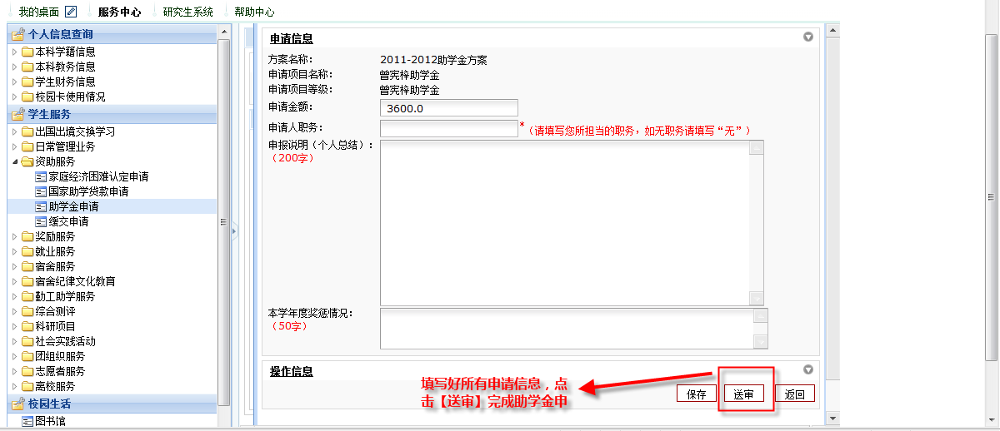 我的桌面 服务中心 研究生系统 帮助中心
个人信息查询
本科学籍信息
本科教务信息
学生财务信息
校园卡使用情况
学生服务
出国出境交换学习
日常管理业务
资助服务
家庭经济困难认定申请
国家助学贷款申请
助学金申请
缓交申请
奖励服务
就业服务
宿舍服务
宿舍纪律文化教育
勤工助学服务
综合测评
科研项目
社会实践活动
团组织服务
志愿者服务
离校服务
校园生活
图书馆
申请信息
方案名称： 2011-2012助学金方案
申请项目名称： 曾宪梓助学金
申请项目等级： 曾宪梓助学金
申请金额： 3600.0
申请人职务： *（请填写您所担当的职务，如无职务请填写“无”）
申报说明（个人总结）：
（200字）
本学年度奖惩情况：
（50字）
操作信息
填写好所有申请信息，点
击【送审】完成助学金申
保存 送审 返回